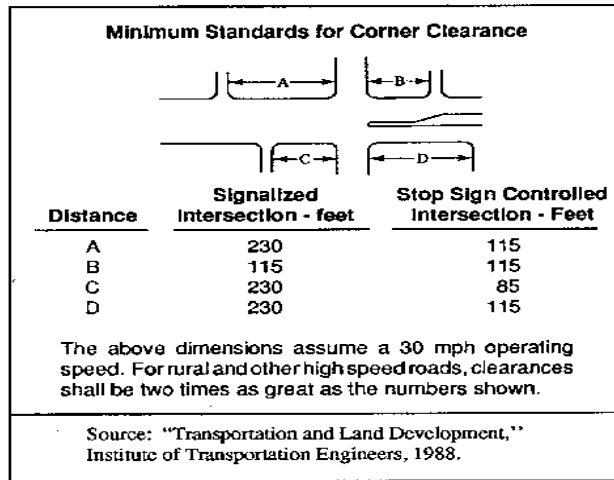 Minimum Standards for Corner Clearance
A B
C D
Signalized Stop Sign Controlled
Distance Intersection - feet Intersection - Feet
A 230 115
B 115 115
C 230 85
D 230 115
The above dimensions assume a 30 mph operating
speed. For rural and other high speed roads, clearances
shall be two times as great as the numbers shown.
Source: "Transportation and Land Development,"
Institute of Transportation Engineers, 1988.